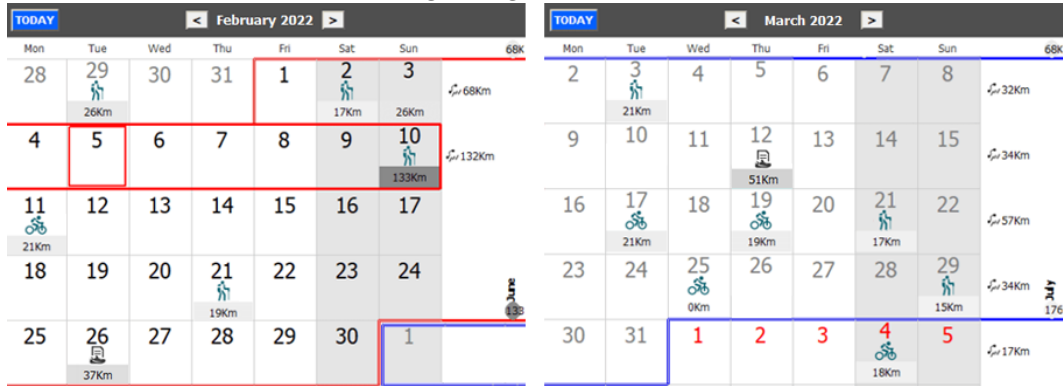 TODAY < February 2022 >
Mon Tue Wed Thu Fri Sat Sun 68K
28 29 30 31 1 2 3
68Km
26Km 17Km 26Km
4 5 6 7 8 9 10
132Km
133Km
11 12 13 14 15 16 17
21Km
18 19 20 21 22 23 24
June
19Km 133
25 26 27 28 29 30 1
37Km
TODAY < March 2022 >
Mon Tue Wed Thu Fri Sat Sun 68K
2 3 4 5 6 7 8
32Km
21Km
9 10 11 12 13 14 15
34Km
51Km
16 17 18 19 20 21 22
57Km
21Km 19Km 17Km
23 24 25 26 27 28 29
34Km July
0Km 15Km 176
30 31 1 2 3 4 5
17Km
18Km